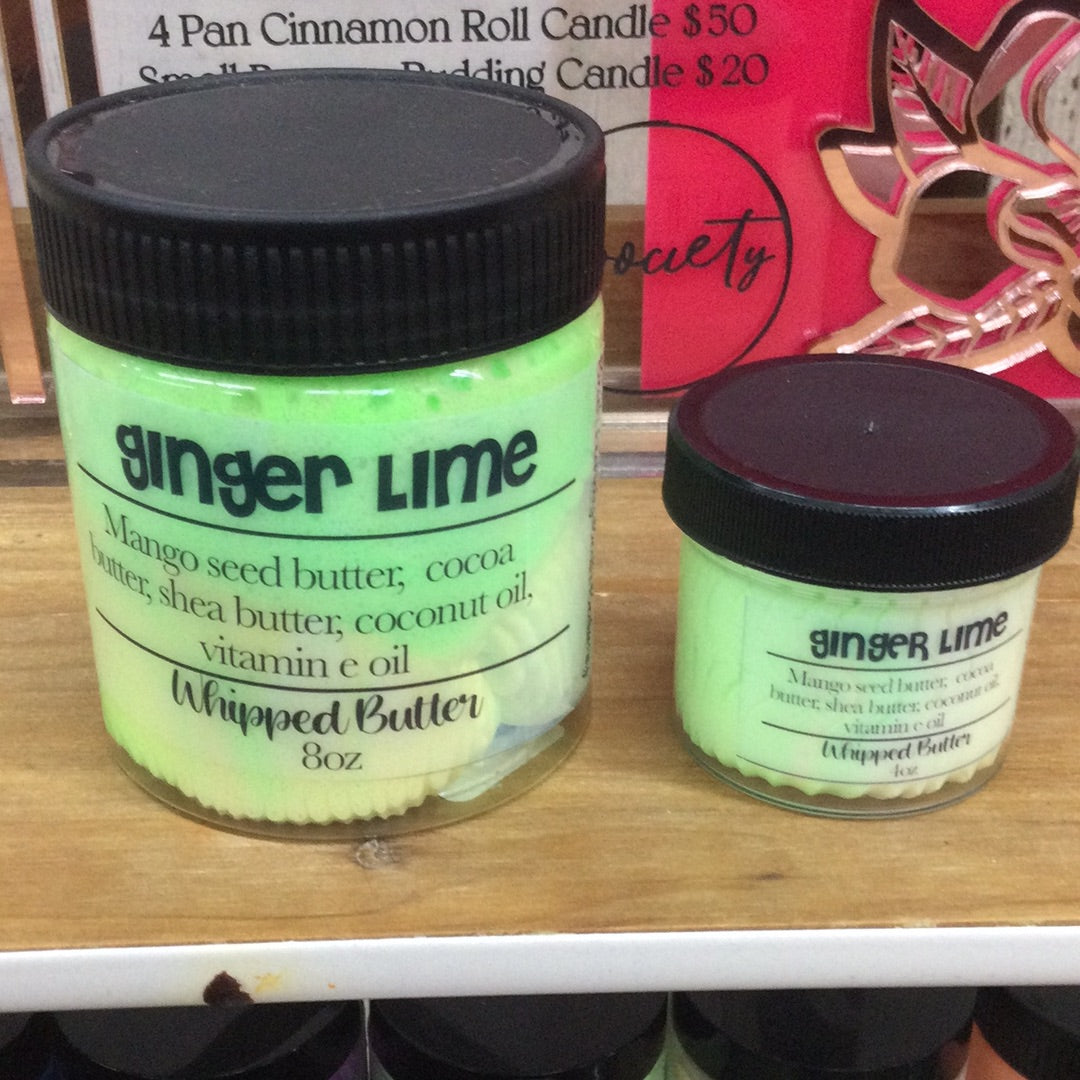 4 Pan Cinnamon Roll Candle $50
Pudding Candle $20
society
ginger Lime
Mango seed butter, cocoa
butter, shea butter, coconut oil,
vitamin e oil
Whipped Butter
8oz
ginger Lime
Mango seed butter, cocoa
butter, shea butter, coconut oil,
vitamin e oil
Whipped Butter
4oz